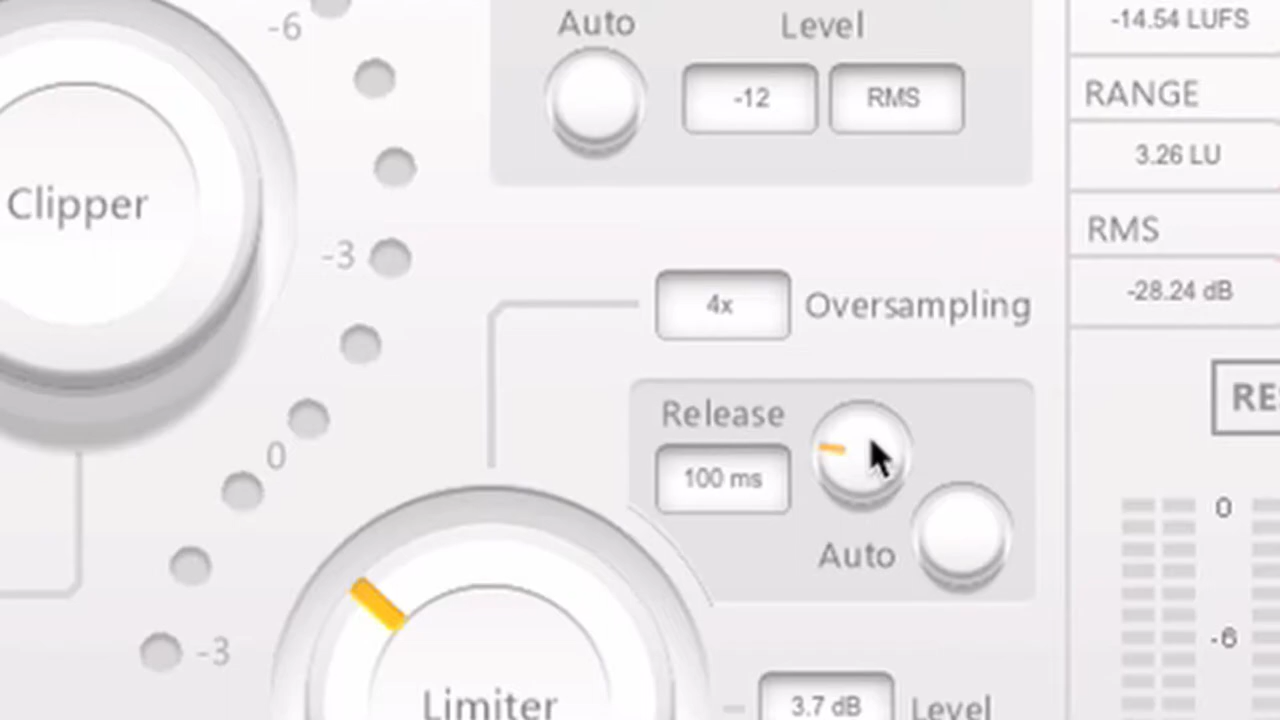 -6
Auto
Level
-14.54 LUFS
-12
RMS
RANGE
3.26 LU
Clipper
RMS
-3
-28.24 dB
4x
Oversampling
Release
100 ms
0
Auto
0
-3
-6
Limiter
3.7 dB
Level